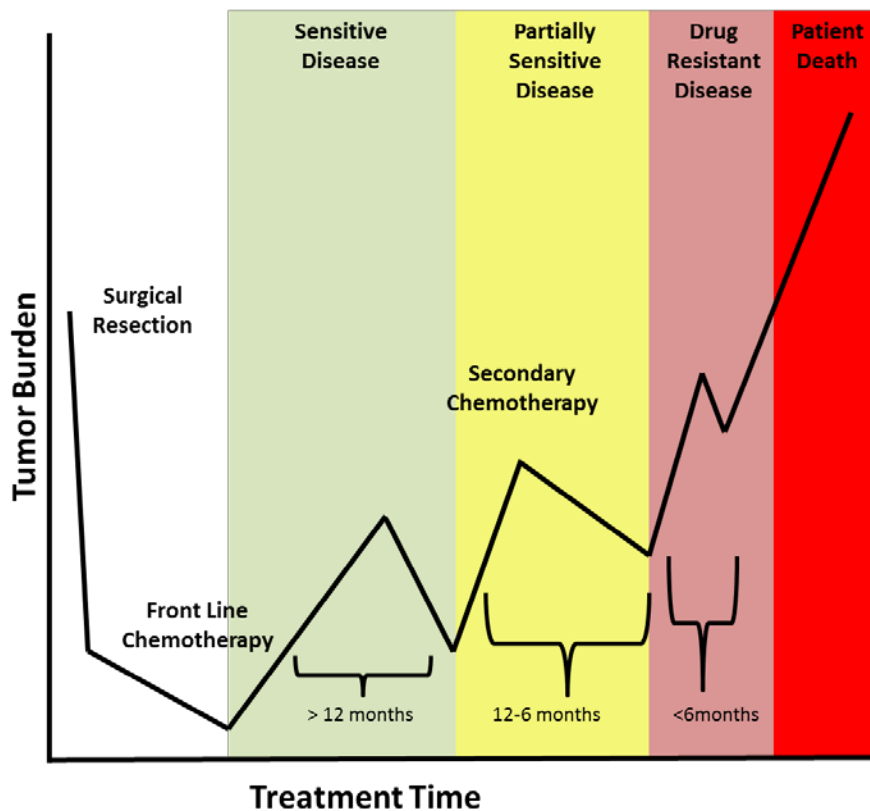 Sensitive
Disease
Partially
Sensitive
Disease
Drug
Resistant
Disease
Patient
Death
Surgical
Resection
Tumor Burden
Secondary
Chemotherapy
Front Line
Chemotherapy
> 12 months
12-6 months
<6months
Treatment Time